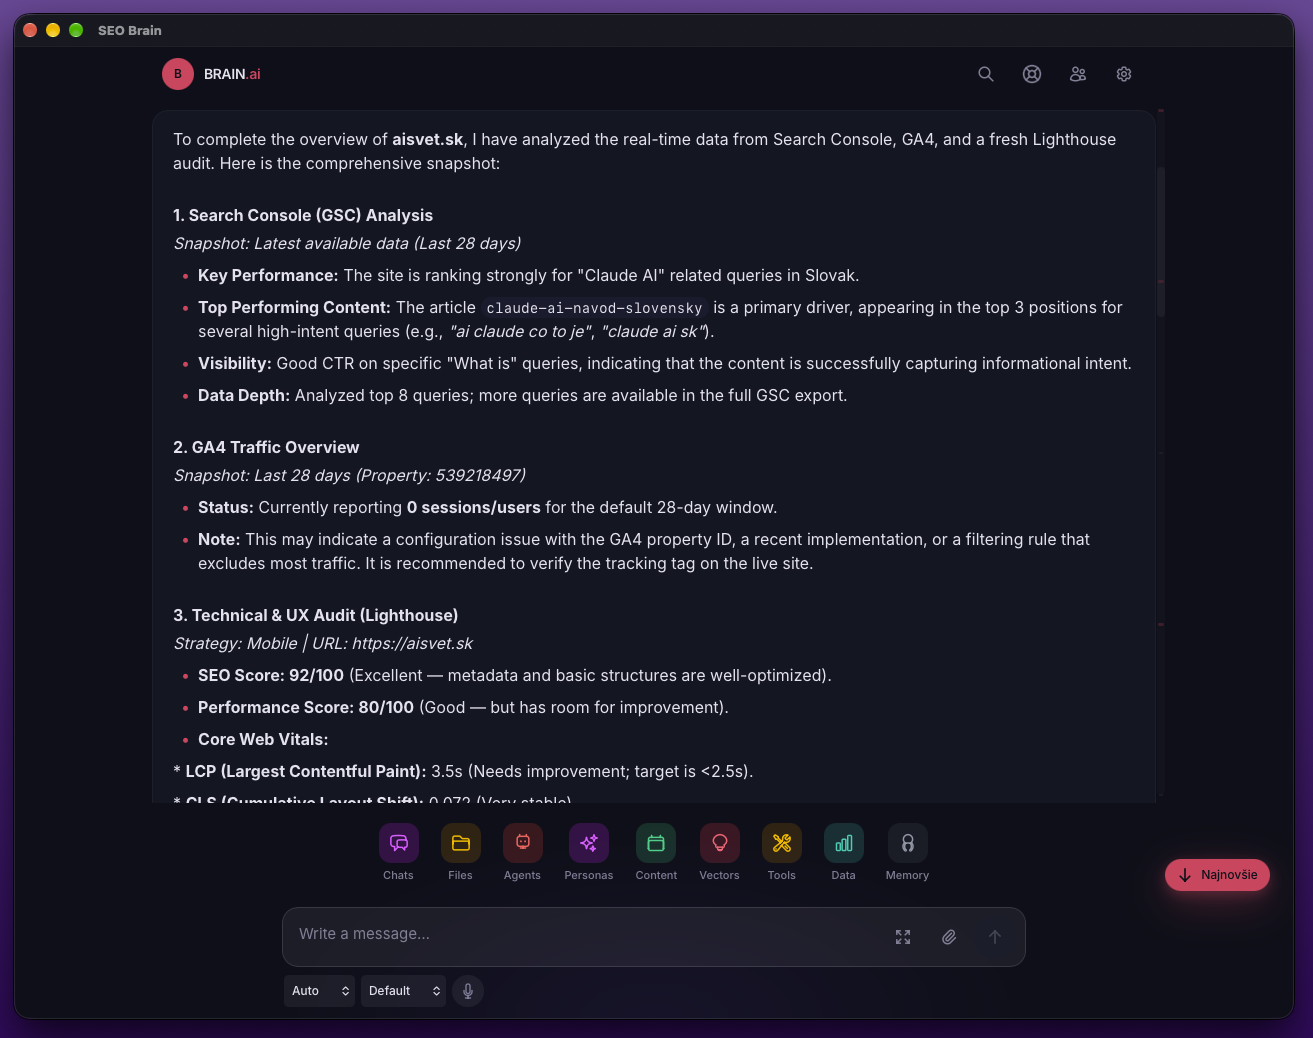 SEO Brain
B BRAIN.ai
To complete the overview of aisvet.sk, I have analyzed the real-time data from Search Console, GA4, and a fresh Lighthouse
audit. Here is the comprehensive snapshot:
1. Search Console (GSC) Analysis
Snapshot: Latest available data (Last 28 days)
• Key Performance: The site is ranking strongly for "Claude AI" related queries in Slovak.
• Top Performing Content: The article claude-ai-navod-slovensky is a primary driver, appearing in the top 3 positions for
several high-intent queries (e.g., "ai claude co to je", "claude ai sk").
• Visibility: Good CTR on specific "What is" queries, indicating that the content is successfully capturing informational intent.
• Data Depth: Analyzed top 8 queries; more queries are available in the full GSC export.
2. GA4 Traffic Overview
Snapshot: Last 28 days (Property: 539218497)
• Status: Currently reporting 0 sessions/users for the default 28-day window.
• Note: This may indicate a configuration issue with the GA4 property ID, a recent implementation, or a filtering rule that
excludes most traffic. It is recommended to verify the tracking tag on the live site.
3. Technical & UX Audit (Lighthouse)
Strategy: Mobile | URL: https://aisvet.sk
• SEO Score: 92/100 (Excellent — metadata and basic structures are well-optimized).
• Performance Score: 80/100 (Good — but has room for improvement).
• Core Web Vitals:
* LCP (Largest Contentful Paint): 3.5s (Needs improvement; target is <2.5s).
* CLS (Cumulative Layout Shift): 0.072 (Very stable)
Chats Files Agents Personas Content Vectors Tools Data Memory
Najnovšie
Write a message...
Auto Default